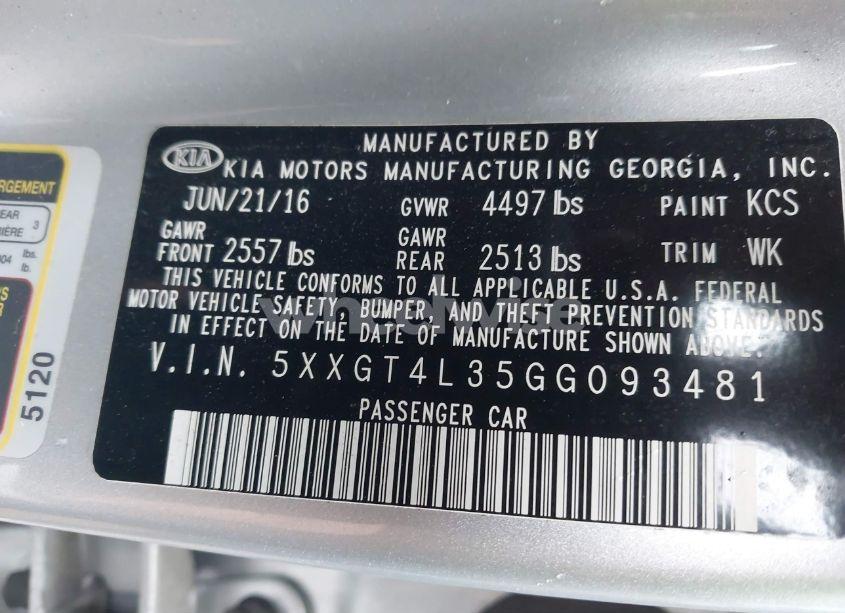 MANUFACTURED BY
KIA KIA MOTORS MANUFACTURING GEORGIA, INC.
JUN/21/16 GVWR 4497 lbs PAINT KCS
GAWR FRONT 2557 lbs GAWR REAR 2513 lbs TRIM WK
THIS VEHICLE CONFORMS TO ALL APPLICABLE U.S.A. FEDERAL
MOTOR VEHICLE SAFETY, BUMPER, AND THEFT PREVENTION STANDARDS
IN EFFECT ON THE DATE OF MANUFACTURE SHOWN ABOVE.
V.I.N. 5XXGT4L35GG093481
PASSENGER CAR
5120